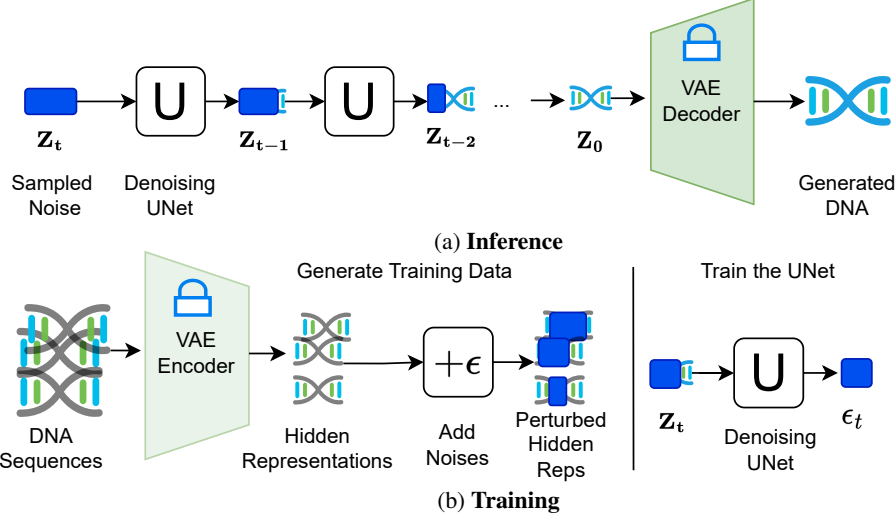 U
U
...
VAE
Decoder
Z_t
Z_{t-1}
Z_{t-2}
Z_0
Sampled
Noise
Denoising
UNet
Generated
DNA
(a) Inference
Generate Training Data
Train the UNet
VAE
Encoder
+ϵ
U
Z_t
ϵ_t
DNA
Sequences
Hidden
Representations
Add
Noises
Perturbed
Hidden
Reps
Denoising
UNet
(b) Training